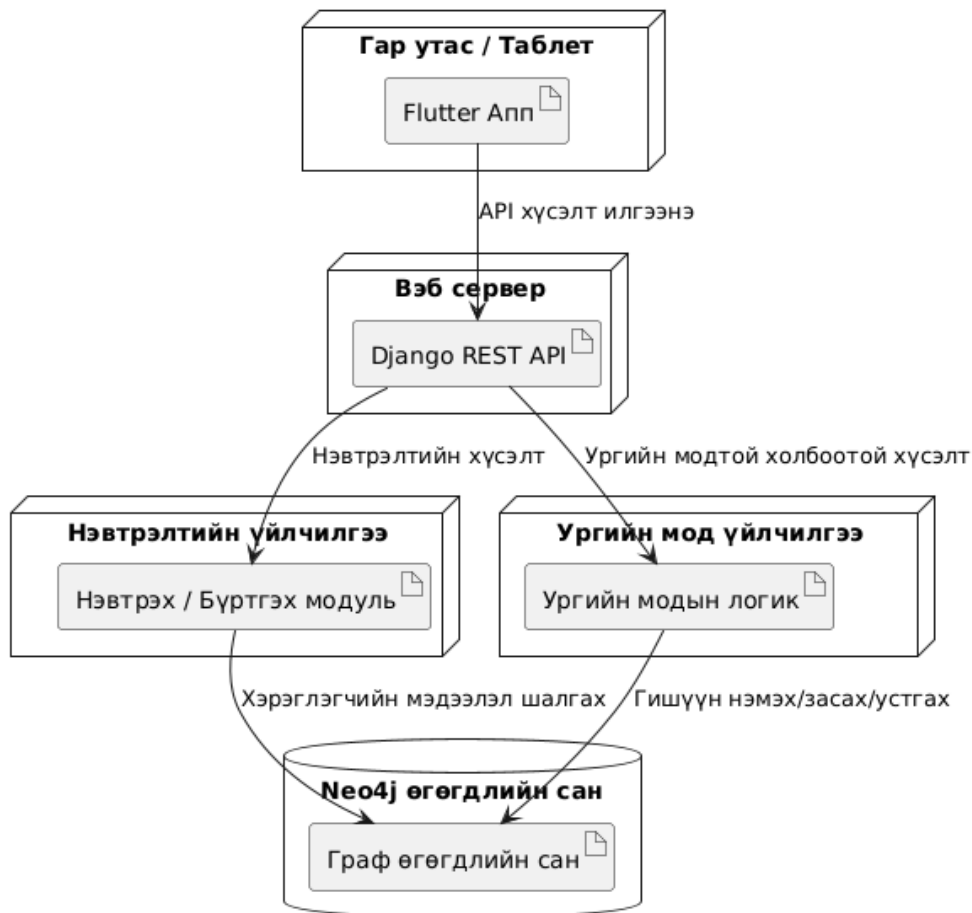 Гар утас / Таблет
Flutter Апп
API хүсэлт илгээнэ
Вэб сервер
Django REST API
Нэвтрэлтийн хүсэлт
Ургийн модтой холбоотой хүсэлт
Нэвтрэлтийн үйлчилгээ
Нэвтрэх / Бүртгэх модуль
Ургийн мод үйлчилгээ
Ургийн модын логик
Хэрэглэгчийн мэдээлэл шалгах
Гишүүн нэмэх/засах/устгах
Neo4j өгөгдлийн сан
Граф өгөгдлийн сан